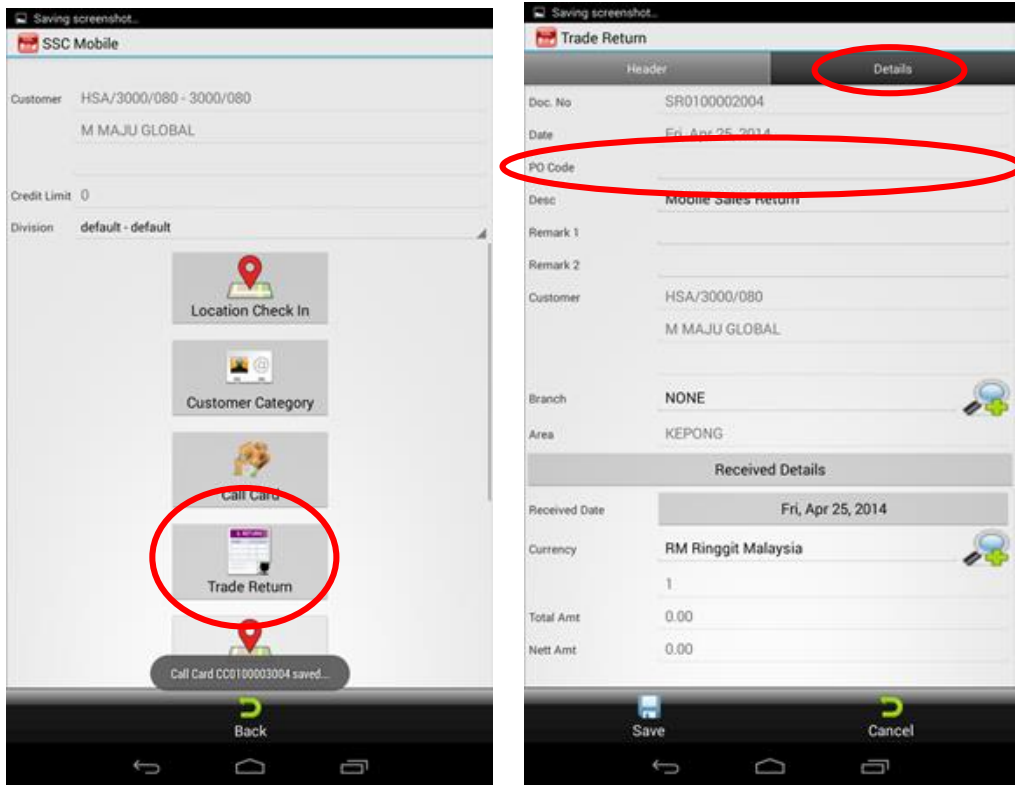 Saving screenshot...
SSC Mobile
Customer HSA/3000/080 - 3000/080
M MAJU GLOBAL
Credit Limit 0
Division default - default
Location Check In
Customer Category
Call Card
Trade Return
Call Card CC0100003004 saved...
Back
Saving screenshot...
Trade Return
Header Details
Doc. No SR0100002004
Date Fri, Apr 25, 2014
PO Code
Desc Mobile Sales Return
Remark 1
Remark 2
Customer HSA/3000/080
M MAJU GLOBAL
Branch NONE
Area KEPONG
Received Details
Received Date Fri, Apr 25, 2014
Currency RM Ringgit Malaysia
1
Total Amt 0.00
Nett Amt 0.00
Save Cancel